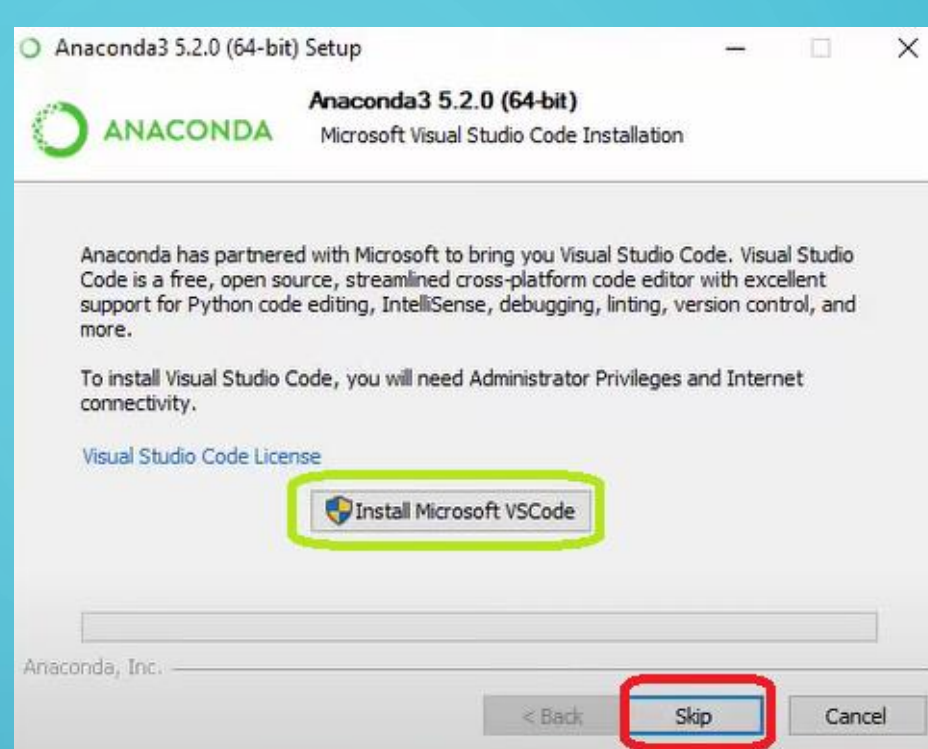 Anaconda3 5.2.0 (64-bit) Setup
ANACONDA
Anaconda3 5.2.0 (64-bit)
Microsoft Visual Studio Code Installation
Anaconda has partnered with Microsoft to bring you Visual Studio Code. Visual Studio
Code is a free, open source, streamlined cross-platform code editor with excellent
support for Python code editing, IntelliSense, debugging, linting, version control, and
more.
To install Visual Studio Code, you will need Administrator Privileges and Internet
connectivity.
Visual Studio Code License
Install Microsoft VSCode
Anaconda, Inc.
< Back
Skip
Cancel